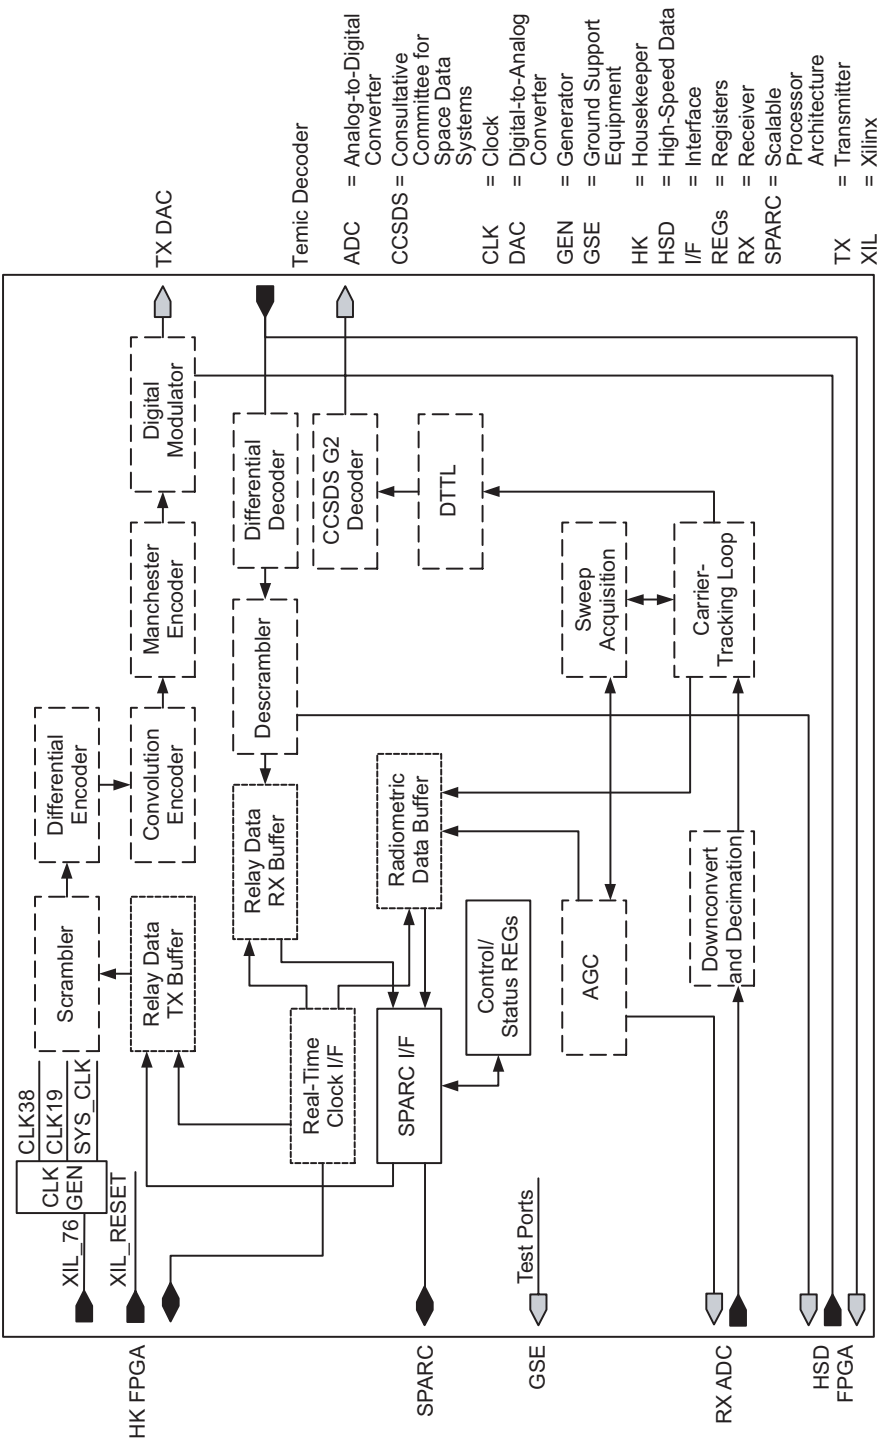 HK FPGA
SPARC
GSE
RX ADC
HSD
FPGA
XIL_76
XIL_RESET
CLK
GEN
CLK38
CLK19
SYS_CLK
Scrambler
Differential
Encoder
Relay Data
TX Buffer
Convolution
Encoder
Manchester
Encoder
Digital
Modulator
TX DAC
Relay Data
RX Buffer
Descrambler
Differential
Decoder
Temic Decoder
Real-Time
Clock I/F
CCSDS G2
Decoder
SPARC I/F
Radiometric
Data Buffer
DTTL
Control/
Status REGs
Test Ports
AGC
Sweep
Acquisition
Downconvert
and Decimation
Carrier-
Tracking Loop
ADC = Analog-to-Digital
Converter
CCSDS = Consultative
Committee for
Space Data
Systems
CLK = Clock
DAC = Digital-to-Analog
Converter
GEN = Generator
GSE = Ground Support
Equipment
HK = Housekeeper
HSD = High-Speed Data
I/F = Interface
REGs = Registers
RX = Receiver
SPARC = Scalable
Processor
Architecture
TX = Transmitter
XIL = Xilinx